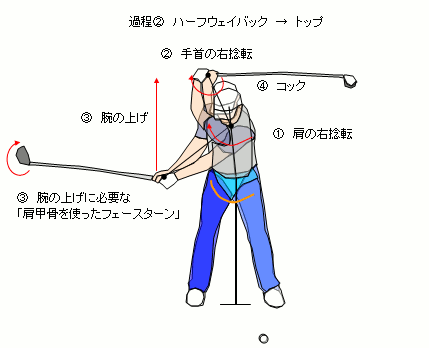 過程② ハーフウェイバック → トップ
② 手首の右捻転
④ コック
③ 腕の上げ
① 肩の右捻転
③ 腕の上げに必要な
「肩甲骨を使ったフェースターン」